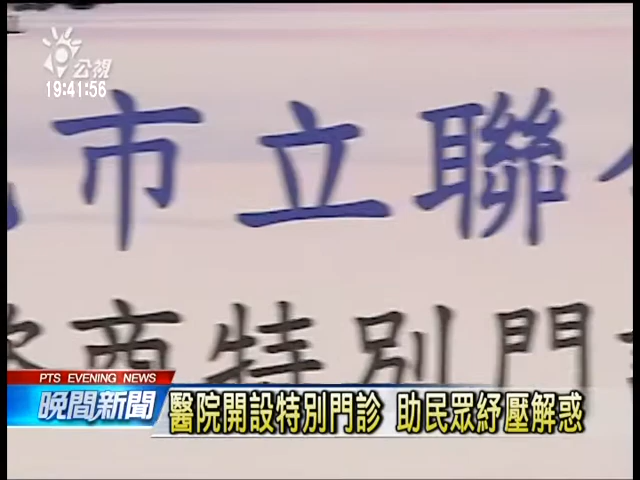 公視
19:41:56
市立聯
商特別門
PTS EVENING NEWS
晚間新聞
醫院開設特別門診 助民眾紓壓解惑